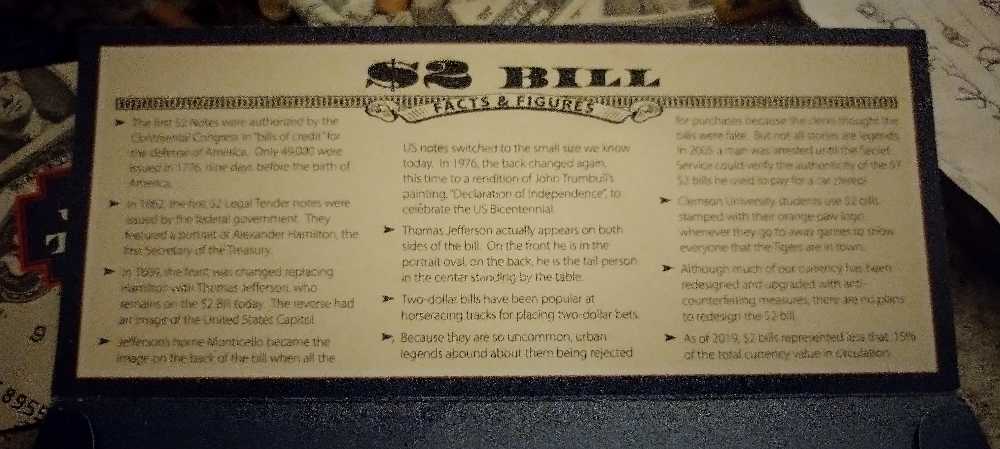 $2 BILL
FACTS & FIGURES
The first $2 Notes were authorized by the
Continental Congress in "bills of credit" for
the defense of America. Only 49,000 were
issued in 1776, nine days before the birth of
America.
In 1862, the first $2 Legal Tender notes were
issued by the federal government. They
featured a portrait of Alexander Hamilton, the
first Secretary of the Treasury.
In 1869, the front was changed replacing
Hamilton with Thomas Jefferson, who
remains on the $2 Bill today. The reverse had
an image of the United States Capitol.
Jefferson's home Monticello became the
image on the back of the bill when all the
US notes switched to the small size we know
today. In 1976, the back changed again,
this time to a rendition of John Trumbull's
painting, "Declaration of Independence", to
celebrate the US Bicentennial.
Thomas Jefferson actually appears on both
sides of the bill. On the front he is in the
portrait oval, on the back, he is the tall person
in the center standing by the table.
Two-dollar bills have been popular at
horseracing tracks for placing two-dollar bets.
Because they are so uncommon, urban
legends abound about them being rejected
for purchases because the clerks thought the
bills were fake. But not all stories are legends.
In 2005 a man was arrested until the Secret
Service could verify the authenticity of the 57
$2 bills he used to pay for a car stereo!
Clemson University students use $2 bills
stamped with their orange paw logo
whenever they go to away games to show
everyone that the Tigers are in town.
Although much of our currency has been
redesigned and upgraded with anti-
counterfeiting measures, there are no plans
to redesign the $2 bill.
As of 2019, $2 bills represented less that .15%
of the total currency value in circulation.
9
8955